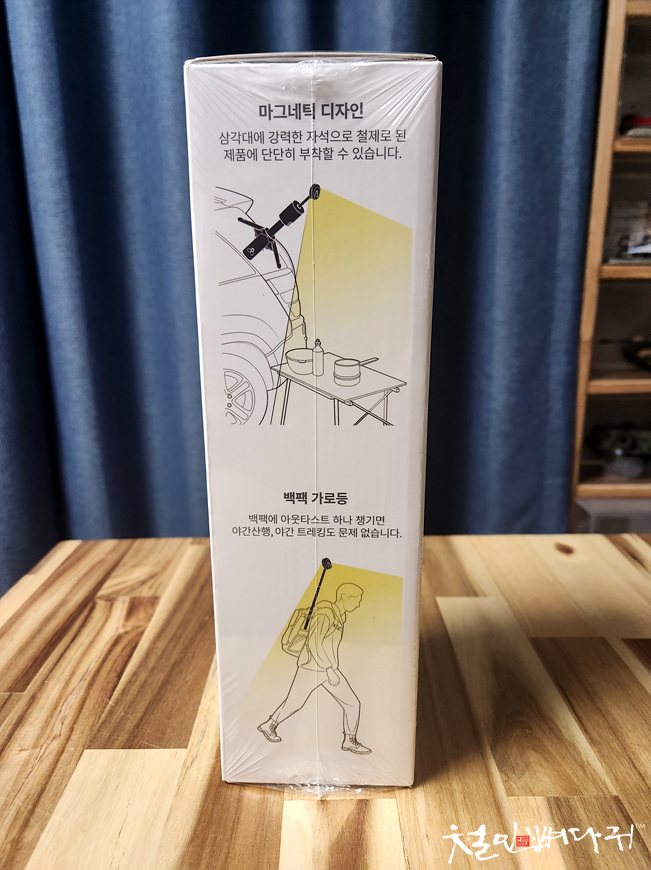 마그네틱 디자인
삼각대에 강력한 자석으로 철제로 된
제품에 단단히 부착할 수 있습니다.
백팩 가로등
백팩에 아웃타스트 하나 챙기면
야간산행, 야간 트레킹도 문제 없습니다.
철인뼈다귀